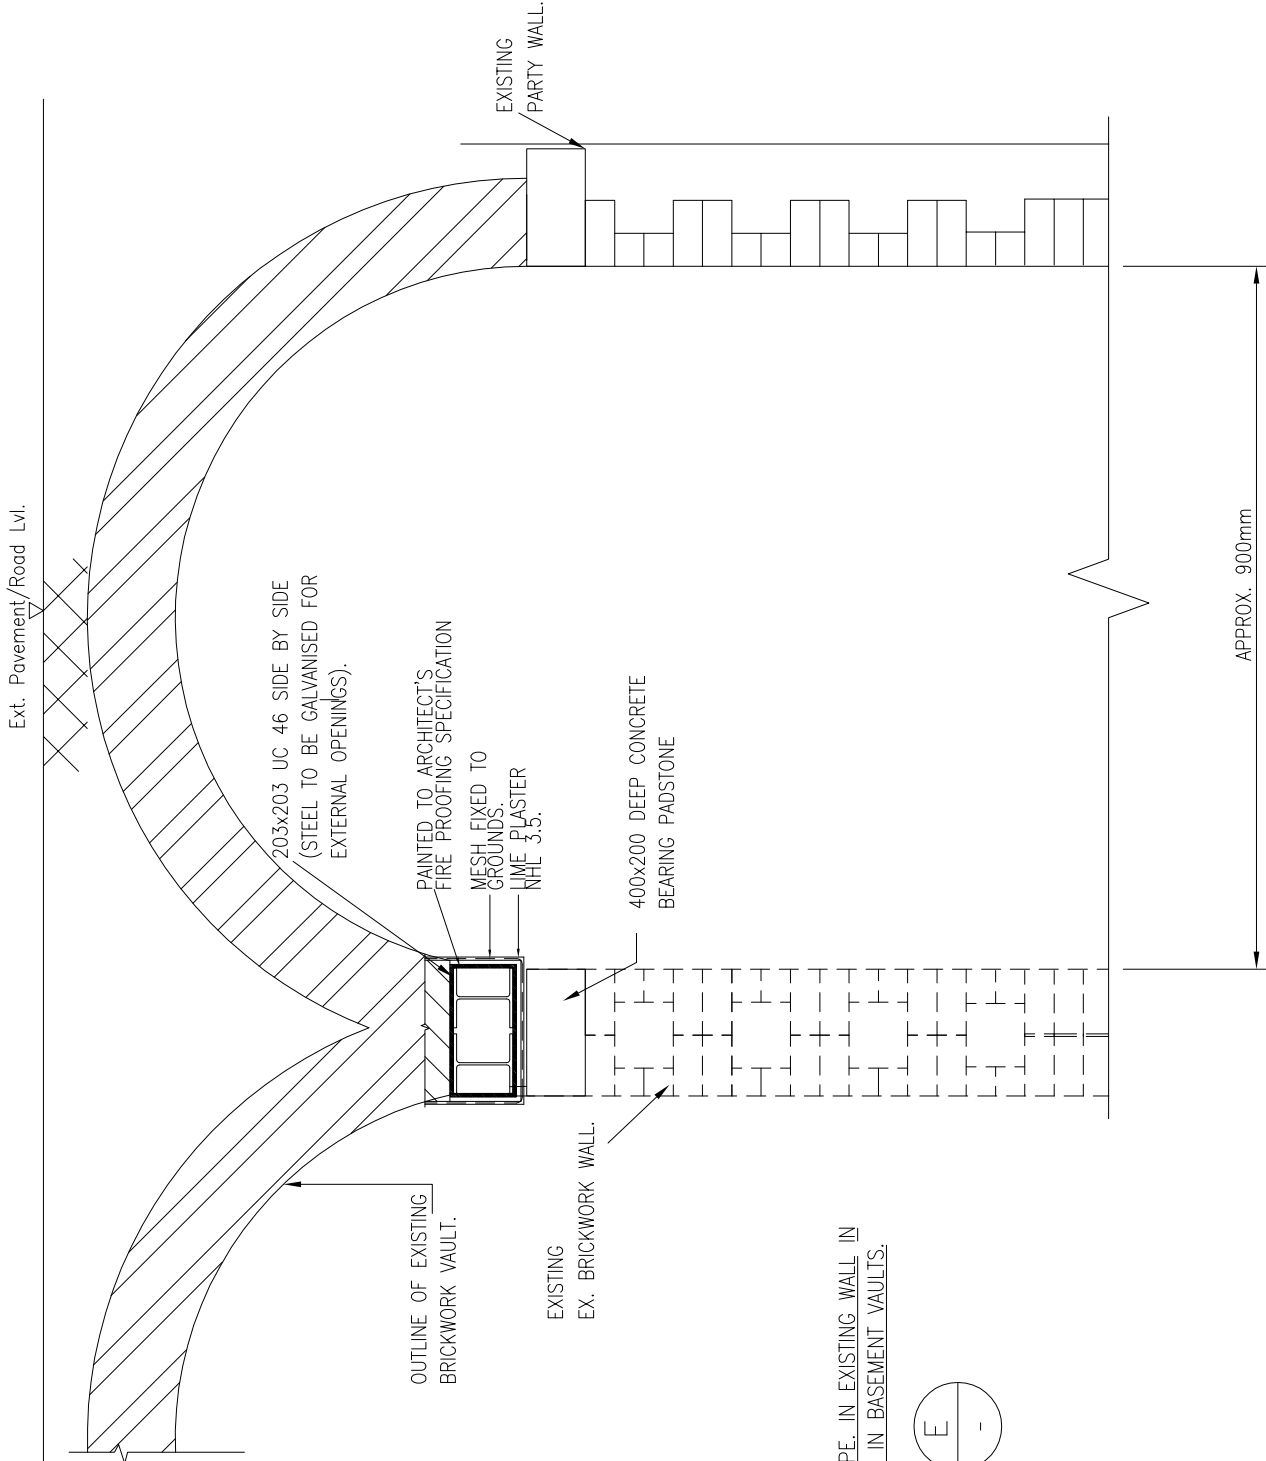 Ext. Pavement/Road Lvl.
EXISTING
PARTY WALL.
203x203 UC 46 SIDE BY SIDE
(STEEL TO BE GALVANISED FOR
EXTERNAL OPENINGS).
PAINTED TO ARCHITECT'S
FIRE PROOFING SPECIFICATION
MESH FIXED TO
GROUNDS.
LIME PLASTER
NHL 3.5.
400x200 DEEP CONCRETE
BEARING PADSTONE
APPROX. 900mm
OUTLINE OF EXISTING
BRICKWORK VAULT.
EXISTING
EX. BRICKWORK WALL.
PE. IN EXISTING WALL IN
IN BASEMENT VAULTS.
E
-